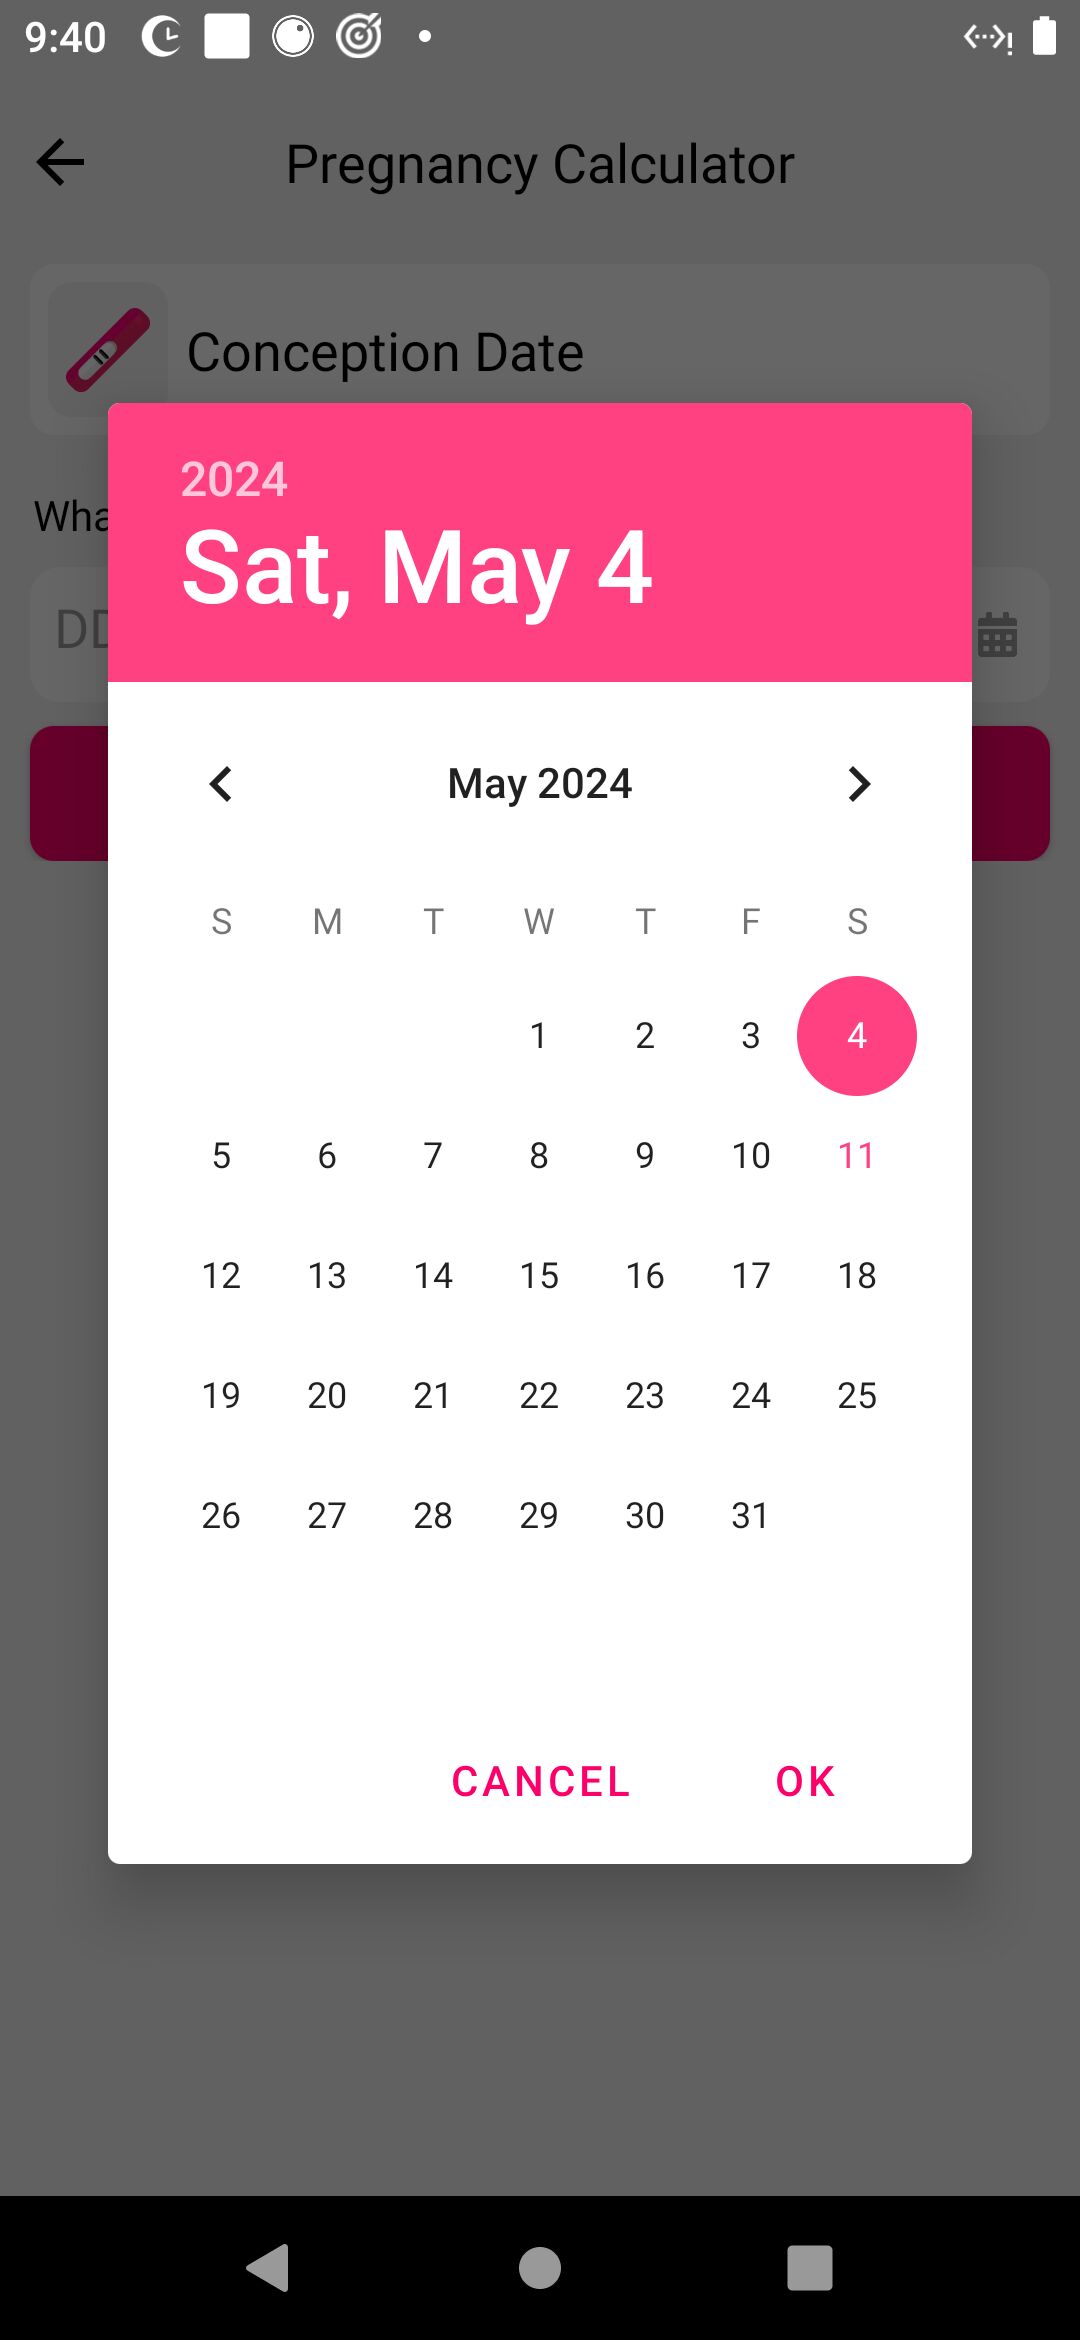 9:40
Pregnancy Calculator
Conception Date
2024
Sat, May 4
May 2024
S M T W T F S
1 2 3 4
5 6 7 8 9 10 11
12 13 14 15 16 17 18
19 20 21 22 23 24 25
26 27 28 29 30 31
CANCEL OK